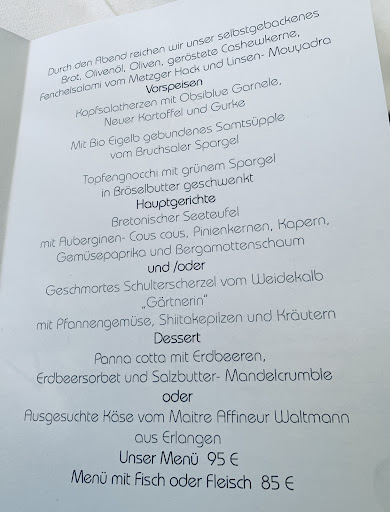 Durch den Abend reichen wir unser selbstgebackenes
Brot, Olivenöl, Oliven, geröstete Cashewkerne,
Fenchelsalami vom Metzger Hack und Linsen- Mouyadra
Vorspeisen
Kopfsalatherzen mit Obsiblue Garnele,
Neuer Kartoffel und Gurke
Mit Bio Eigelb gebundenes Samtsüpple
vom Bruchsaler Spargel
Topfengnocchi mit grünem Spargel
in Bröselbutter geschwenkt
Hauptgerichte
Bretonischer Seeteufel
mit Auberginen- Cous cous, Pinienkernen, Kapern,
Gemüsepaprika und Bergamottenschaum
und /oder
Geschmortes Schulterscherzel vom Weidekalb
„Gärtnerin“
mit Pfannengemüse, Shiitakepilzen und Kräutern
Dessert
Panna cotta mit Erdbeeren,
Erdbeersorbet und Salzbutter- Mandelcrumble
oder
Ausgesuchte Käse vom Maitre Affineur Waltmann
aus Erlangen
Unser Menü 95 €
Menü mit Fisch oder Fleisch 85 €